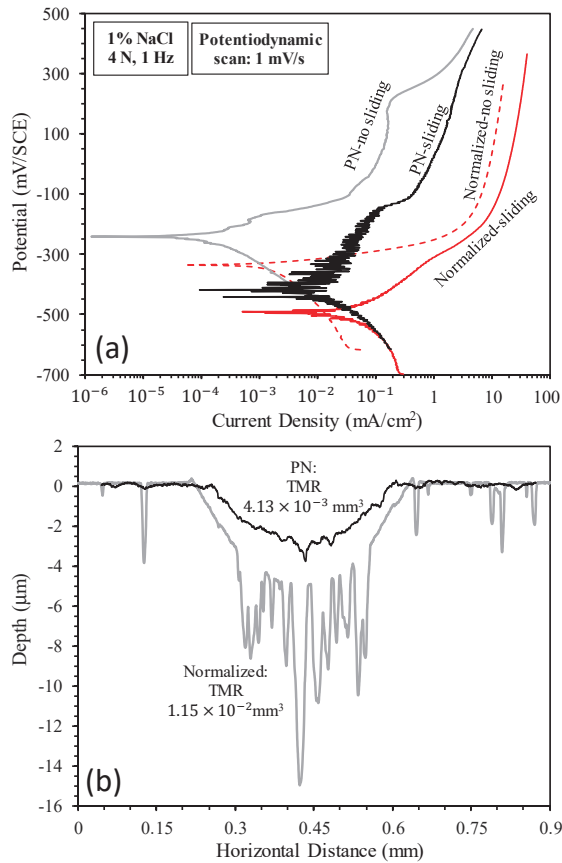 1% NaCl
4 N, 1 Hz
Potentiodynamic
scan: 1 mV/s
500
300
100
-100
-300
-500
-700
Potential (mV/SCE)
PN-no sliding
PN-sliding
Normalized-no sliding
Normalized-sliding
(a)
10⁻⁶ 10⁻⁵ 10⁻⁴ 10⁻³ 10⁻² 10⁻¹ 1 10 100
Current Density (mA/cm²)
2
0
-2
-4
-6
-8
-10
-12
-14
-16
Depth (μm)
PN:
TMR
4.13 × 10⁻³ mm³
Normalized:
TMR
1.15 × 10⁻²mm³
(b)
0 0.15 0.3 0.45 0.6 0.75 0.9
Horizontal Distance (mm)